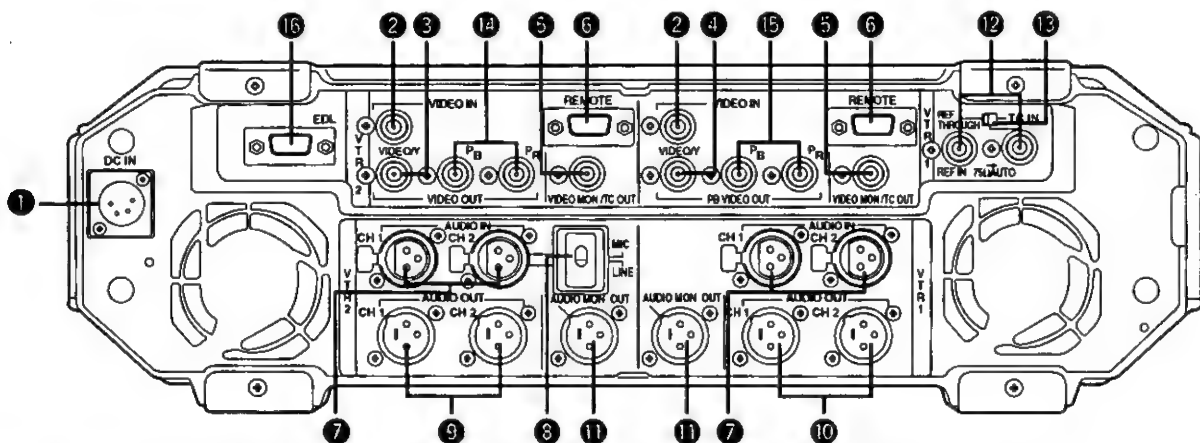 16 2 3 14 5 6 2 4 15 5 6 12 13
VIDEO IN REMOTE VIDEO IN REMOTE
EDL
VTR 2
VTR 1
REF THROUGH
TC IN
DC IN
VIDEO/Y PB PR
VIDEO/Y PB PR
REF IN 75Ω/AUTO
VIDEO OUT VIDEO MON/TC OUT PB VIDEO OUT VIDEO MON/TC OUT
1
AUDIO IN
CH 1 CH 2
MIC
LINE
AUDIO IN
CH 1 CH 2
VTR 2
VTR 1
AUDIO OUT
CH 1 CH 2
AUDIO MON OUT AUDIO MON OUT
AUDIO OUT
CH 1 CH 2
7 9 8 11 11 7 10